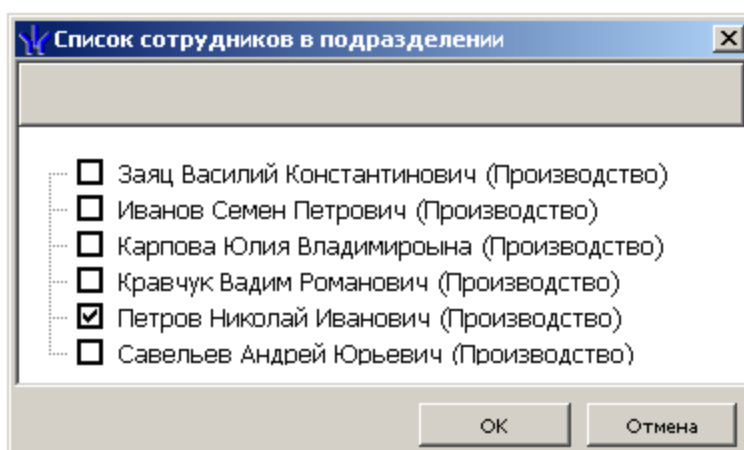 Список сотрудников в подразделении
Заяц Василий Константинович (Производство)
Иванов Семен Петрович (Производство)
Карпова Юлия Владимироына (Производство)
Кравчук Вадим Романович (Производство)
Петров Николай Иванович (Производство)
Савельев Андрей Юрьевич (Производство)
OK Отмена